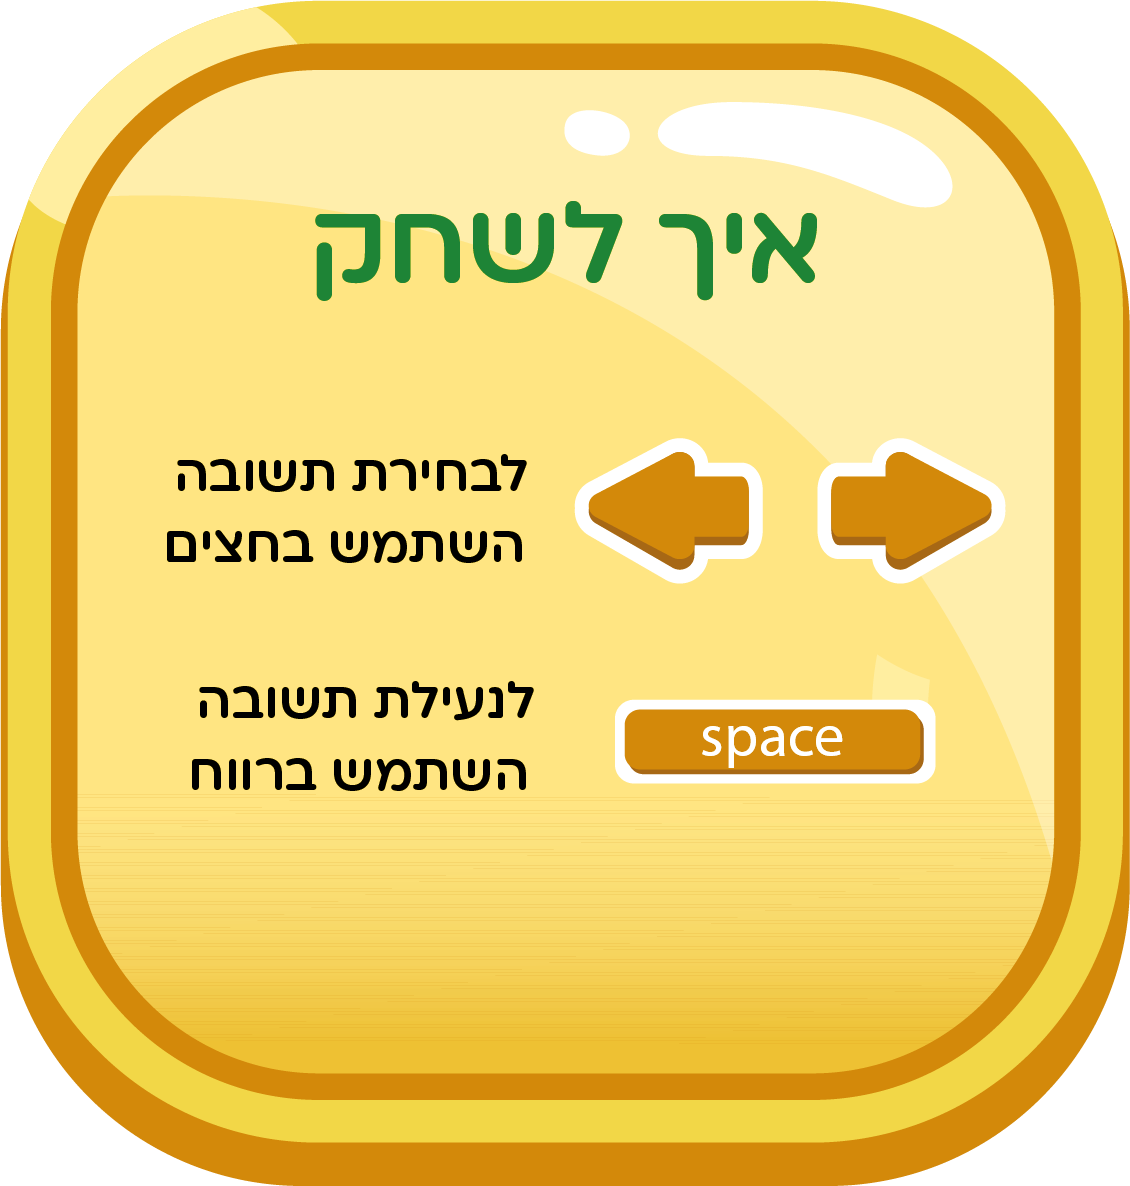 איך לשחק
לבחירת תשובה
השתמש בחצים
לנעילת תשובה
השתמש ברווח
space